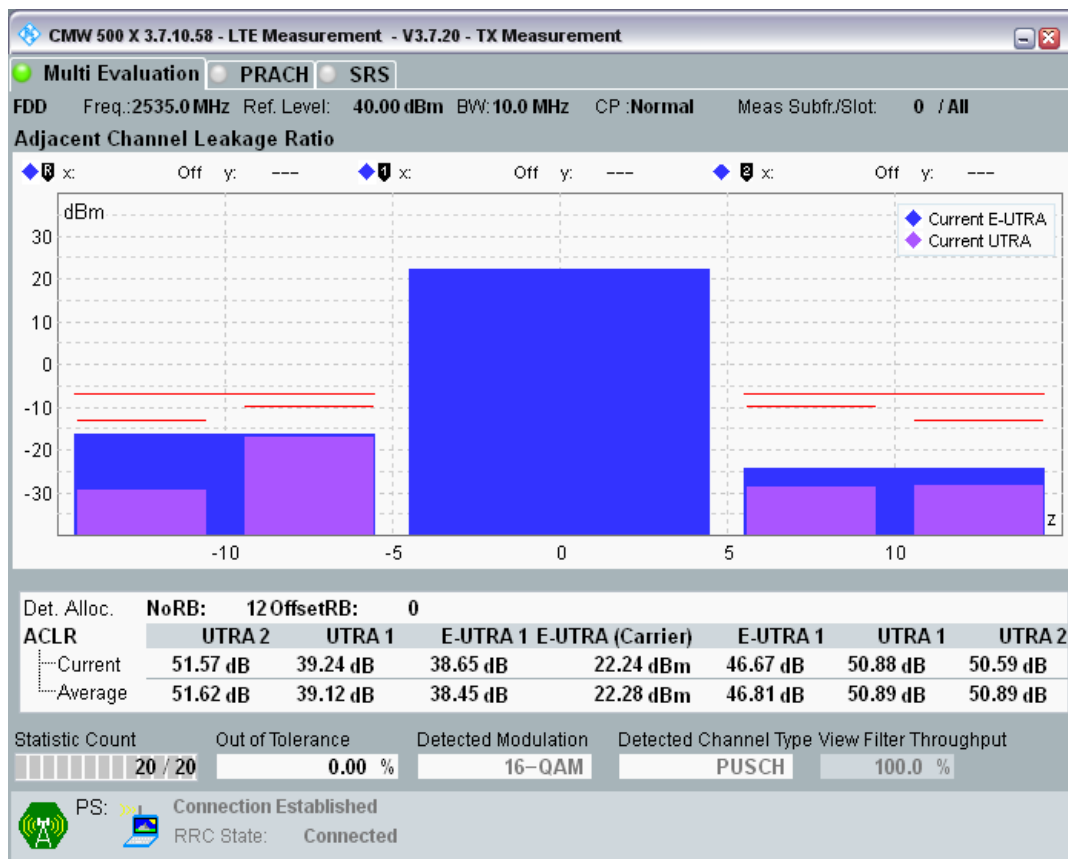 CMW 500 X 3.7.10.58 - LTE Measurement - V3.7.20 - TX Measurement
Multi Evaluation PRACH SRS
FDD Freq.:2535.0 MHz Ref. Level: 40.00 dBm BW:10.0 MHz CP :Normal Meas Subfr./Slot: 0 / All
Adjacent Channel Leakage Ratio
R x: Off y: --- 1 x: Off y: --- 2 x: Off y: ---
dBm
Current E-UTRA
Current UTRA
30
20
10
0
-10
-20
-30
z
-10 -5 0 5 10
Det. Alloc. NoRB: 12 OffsetRB: 0
ACLR UTRA 2 UTRA 1 E-UTRA 1 E-UTRA (Carrier) E-UTRA 1 UTRA 1 UTRA 2
Current 51.57 dB 39.24 dB 38.65 dB 22.24 dBm 46.67 dB 50.88 dB 50.59 dB
Average 51.62 dB 39.12 dB 38.45 dB 22.28 dBm 46.81 dB 50.89 dB 50.89 dB
Statistic Count Out of Tolerance Detected Modulation Detected Channel Type View Filter Throughput
20 / 20 0.00 % 16-QAM PUSCH 100.0 %
PS: Connection Established
RRC State: Connected